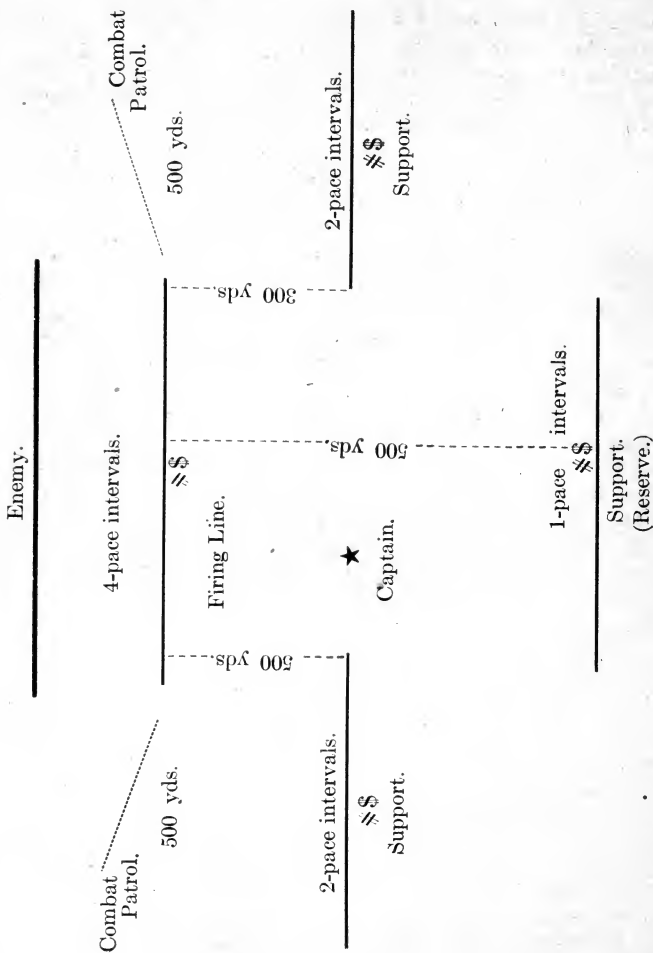 Enemy.
Combat
Patrol.
500 yds.
4-pace intervals.
Combat
Patrol.
500 yds.
#$
Firing Line.
500 yds.
500 yds.
300 yds.
2-pace intervals.
#$
Support.
Captain.
2-pace intervals.
#$
Support.
1-pace intervals.
#$
Support.
(Reserve.)